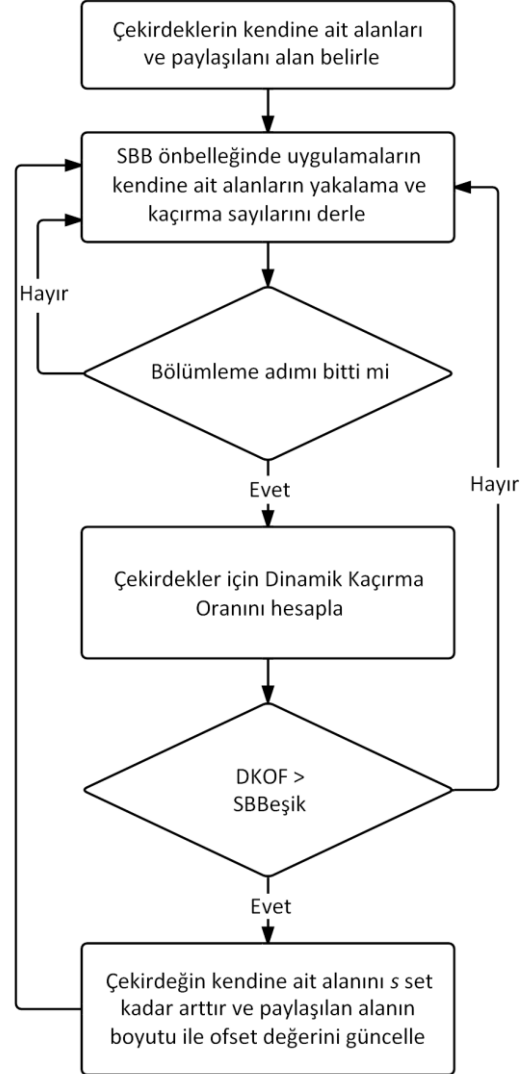 Çekirdeklerin kendine ait alanları
ve paylaşılanı alan belirle
SBB önbelleğinde uygulamaların
kendine ait alanların yakalama ve
kaçırma sayılarını derle
Hayır
Bölümleme adımı bitti mi
Evet
Hayır
Çekirdekler için Dinamik Kaçırma
Oranını hesapla
DKOF >
SBBeşik
Evet
Çekirdeğin kendine ait alanını s set
kadar arttır ve paylaşılan alanın
boyutu ile ofset değerini güncelle